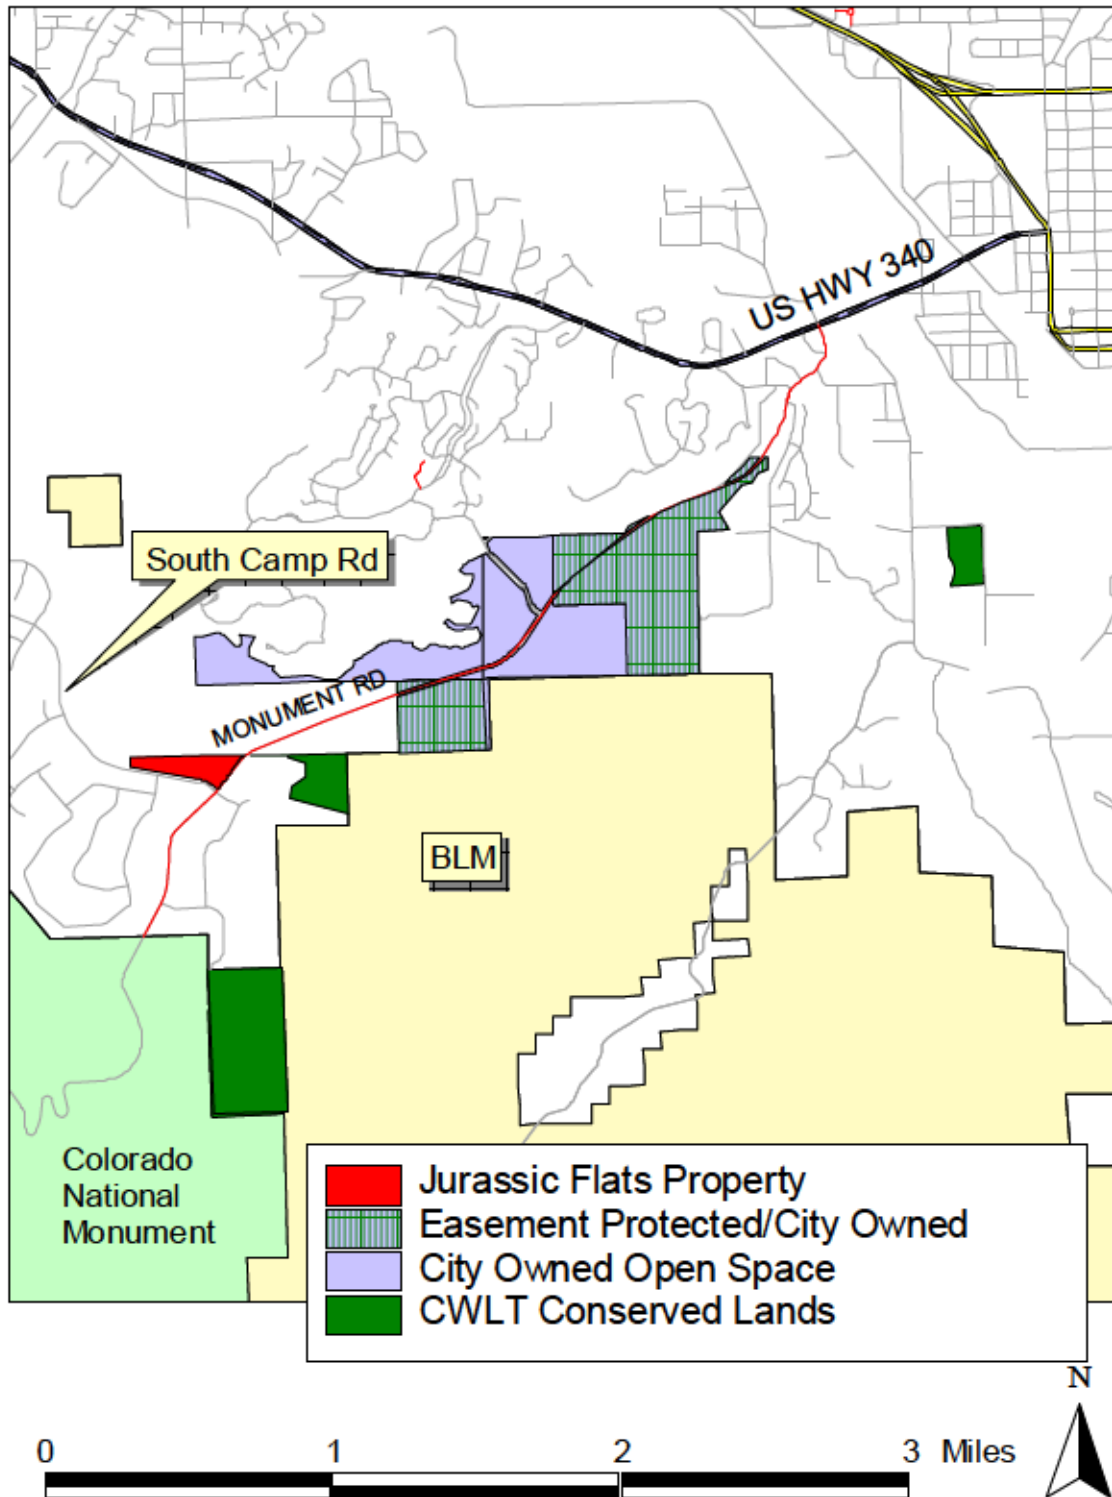 US HWY 340
South Camp Rd
MONUMENT RD
BLM
Colorado
National
Monument
Jurassic Flats Property
Easement Protected/City Owned
City Owned Open Space
CWLT Conserved Lands
N
0 1 2 3 Miles